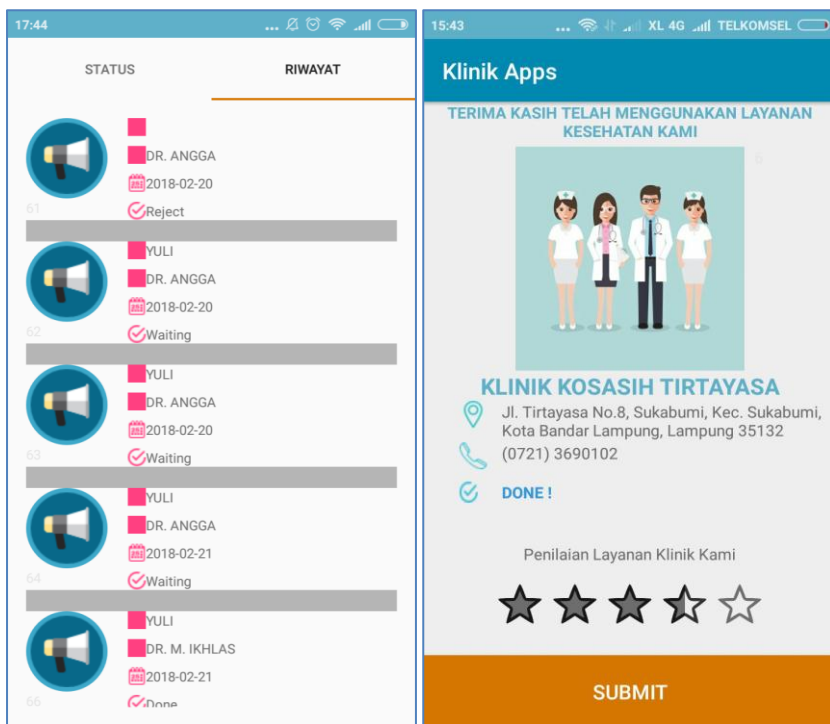 17:44
...
STATUS
RIWAYAT
DR. ANGGA
2018-02-20
61
Reject
YULI
DR. ANGGA
2018-02-20
62
Waiting
YULI
DR. ANGGA
2018-02-20
63
Waiting
YULI
DR. ANGGA
2018-02-21
64
Waiting
YULI
DR. M. IKHLAS
2018-02-21
66
Done
15:43
... XL 4G TELKOMSEL
Klinik Apps
TERIMA KASIH TELAH MENGGUNAKAN LAYANAN
KESEHATAN KAMI
KLINIK KOSASIH TIRTAYASA
Jl. Tirtayasa No.8, Sukabumi, Kec. Sukabumi,
Kota Bandar Lampung, Lampung 35132
(0721) 3690102
DONE !
Penilaian Layanan Klinik Kami
SUBMIT